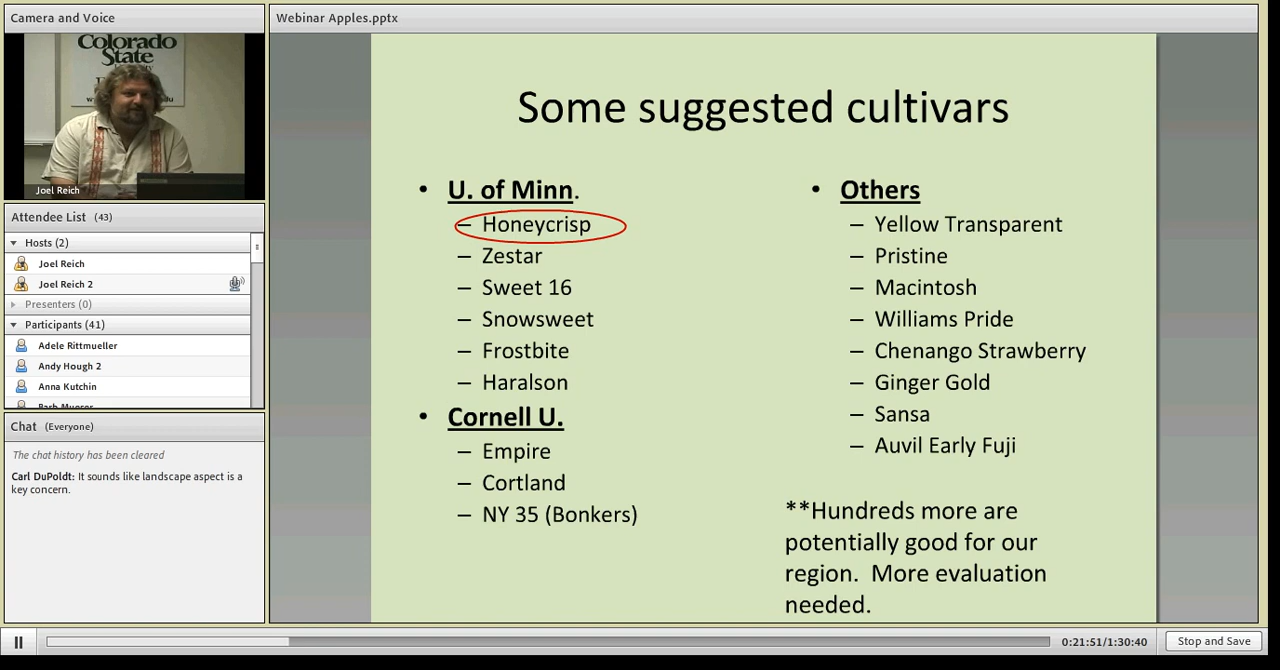 Camera and Voice
Colorado
State
Joel Reich
Attendee List (43)
Hosts (2)
Joel Reich
Joel Reich 2
Presenters (0)
Participants (41)
Adele Rittmueller
Andy Hough 2
Anna Kutchin
Chat (Everyone)
The chat history has been cleared
Carl DuPoldt: It sounds like landscape aspect is a
key concern.
Webinar Apples.pptx
Some suggested cultivars
• U. of Minn.
– Honeycrisp
– Zestar
– Sweet 16
– Snowsweet
– Frostbite
– Haralson
• Cornell U.
– Empire
– Cortland
– NY 35 (Bonkers)
• Others
– Yellow Transparent
– Pristine
– Macintosh
– Williams Pride
– Chenango Strawberry
– Ginger Gold
– Sansa
– Auvil Early Fuji
**Hundreds more are
potentially good for our
region. More evaluation
needed.
0:21:51/1:30:40
Stop and Save